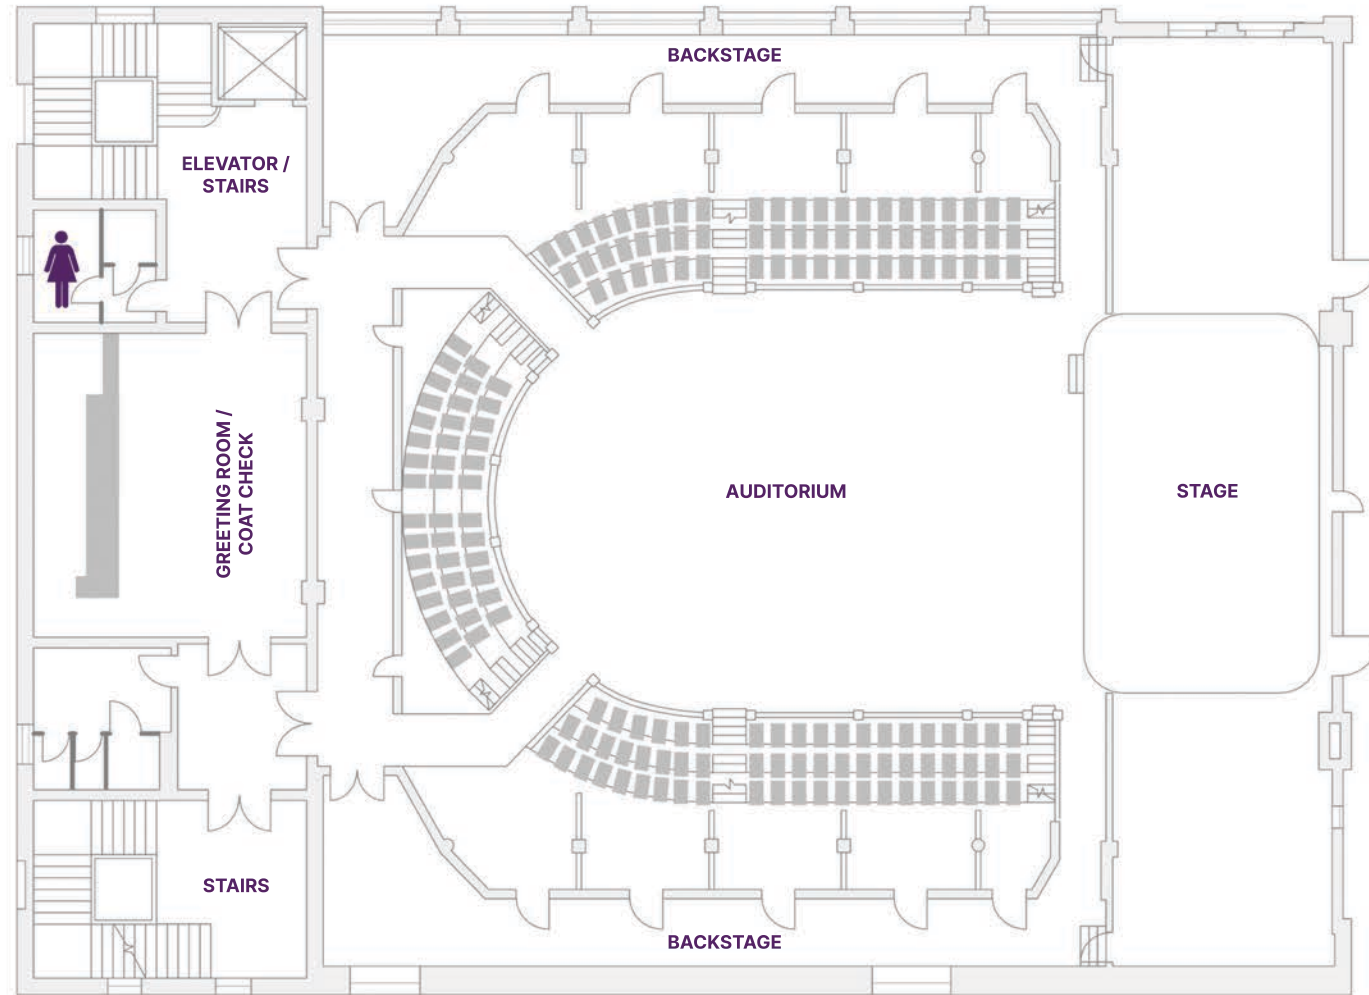 BACKSTAGE
ELEVATOR /
STAIRS
GREETING ROOM /
COAT CHECK
AUDITORIUM
STAGE
STAIRS
BACKSTAGE